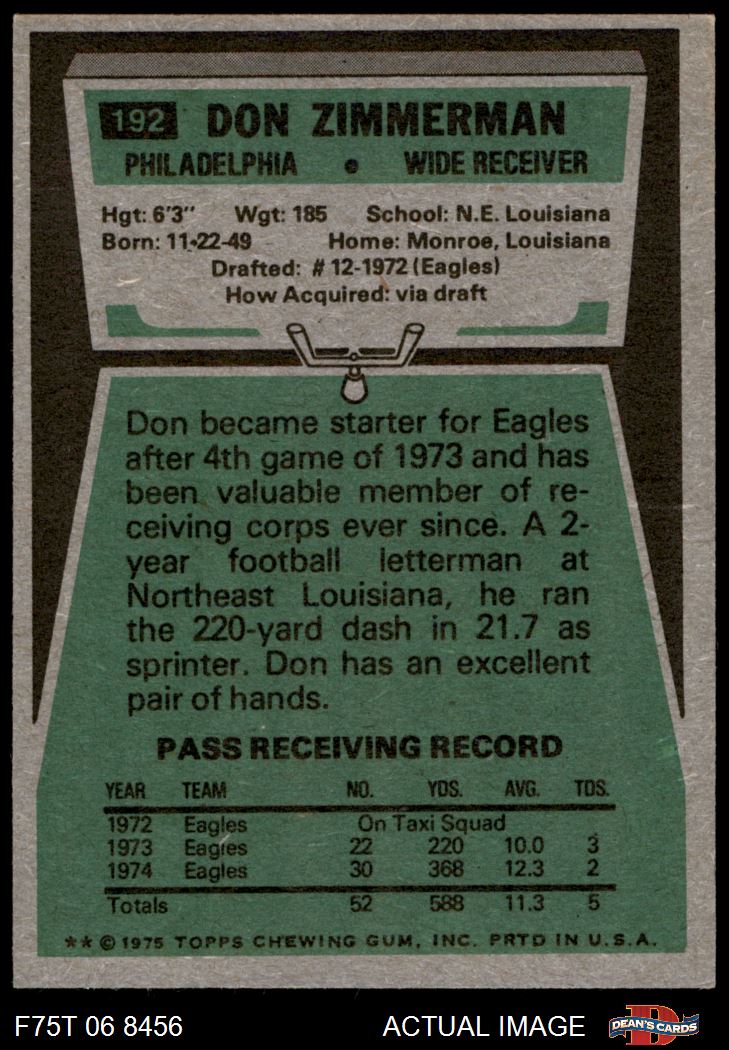 192 DON ZIMMERMAN
PHILADELPHIA • WIDE RECEIVER
Hgt: 6'3" Wgt: 185 School: N.E. Louisiana
Born: 11-22-49 Home: Monroe, Louisiana
Drafted: # 12-1972 (Eagles)
How Acquired: via draft
Don became starter for Eagles
after 4th game of 1973 and has
been valuable member of re-
ceiving corps ever since. A 2-
year football letterman at
Northeast Louisiana, he ran
the 220-yard dash in 21.7 as
sprinter. Don has an excellent
pair of hands.
PASS RECEIVING RECORD
YEAR TEAM NO. YDS. AVG. TDS.
1972 Eagles On Taxi Squad
1973 Eagles 22 220 10.0 3
1974 Eagles 30 368 12.3 2
Totals 52 588 11.3 5
** © 1975 TOPPS CHEWING GUM, INC. PRTD IN U.S.A.
F75T 06 8456 ACTUAL IMAGE D DEAN'S CARDS